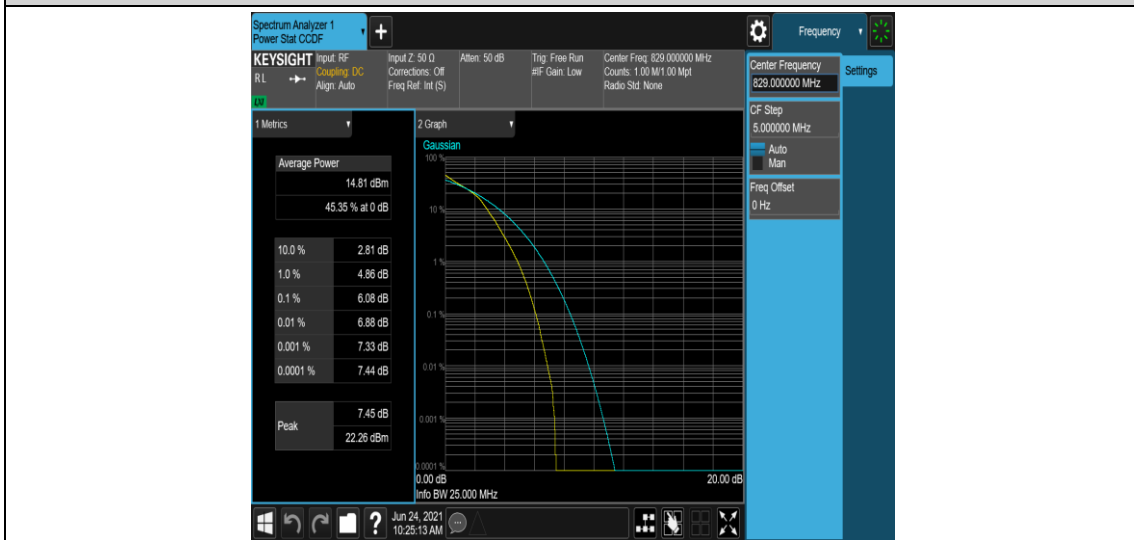 Spectrum Analyzer 1
Power Stat CCDF
+
Frequency
KEYSIGHT
Input: RF
Input Z: 50 Ω
Atten: 50 dB
Trig: Free Run
Center Freq: 829.000000 MHz
RL
Coupling: DC
Corrections: Off
#IF Gain: Low
Counts: 1.00 M/1.00 Mpt
Align: Auto
Freq Ref: Int (S)
Radio Std: None
Center Frequency
829.000000 MHz
Settings
CF Step
5.000000 MHz
Auto
Man
Freq Offset
0 Hz
1 Metrics
2 Graph
Gaussian
Average Power
14.81 dBm
45.35 % at 0 dB
10.0 % 2.81 dB
1.0 % 4.86 dB
0.1 % 6.08 dB
0.01 % 6.88 dB
0.001 % 7.33 dB
0.0001 % 7.44 dB
Peak
7.45 dB
22.26 dBm
100 %
10 %
1 %
0.1 %
0.01 %
0.001 %
0.0001 %
0.00 dB
20.00 dB
Info BW 25.000 MHz
?
Jun 24, 2021
10:25:13 AM